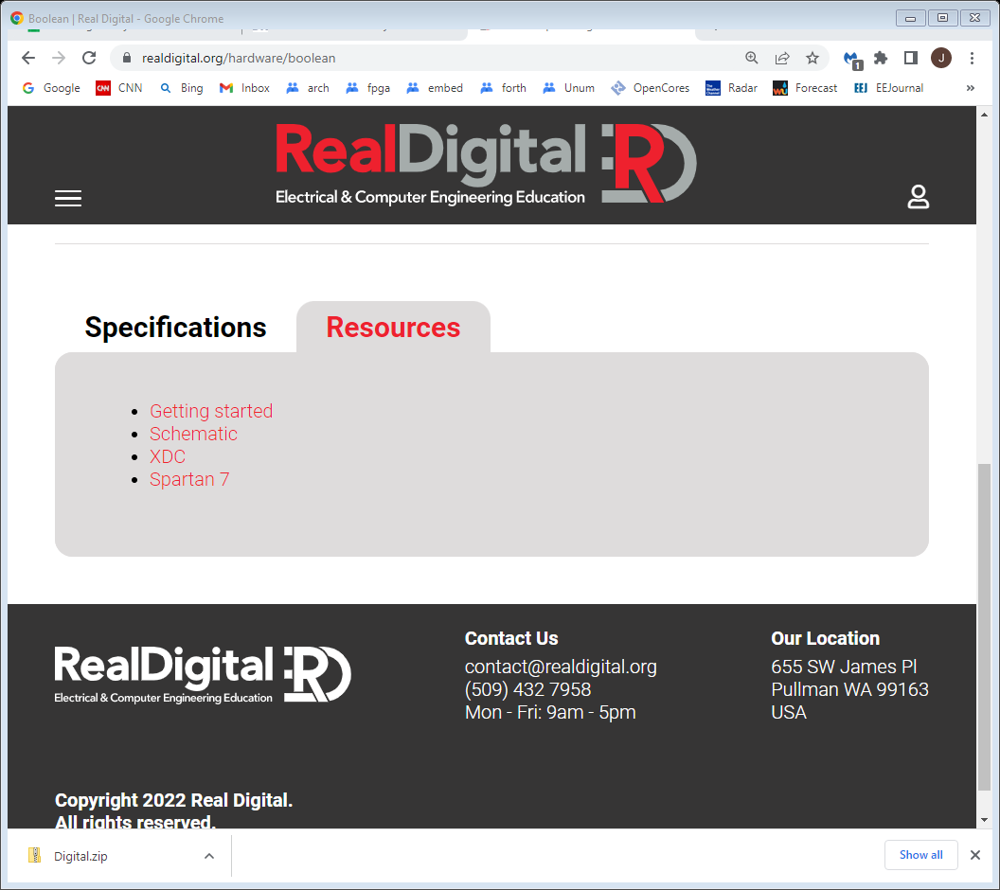 Boolean | Real Digital - Google Chrome
realdigital.org/hardware/boolean
1
J
Google CNN Bing Inbox arch fpga embed forth Unum OpenCores Radar Forecast EEJournal »
RealDigital
Electrical & Computer Engineering Education
Specifications Resources
• Getting started
• Schematic
• XDC
• Spartan 7
RealDigital
Electrical & Computer Engineering Education
Contact Us
contact@realdigital.org
(509) 432 7958
Mon - Fri: 9am - 5pm
Our Location
655 SW James Pl
Pullman WA 99163
USA
Copyright 2022 Real Digital.
All rights reserved.
Digital.zip
Show all